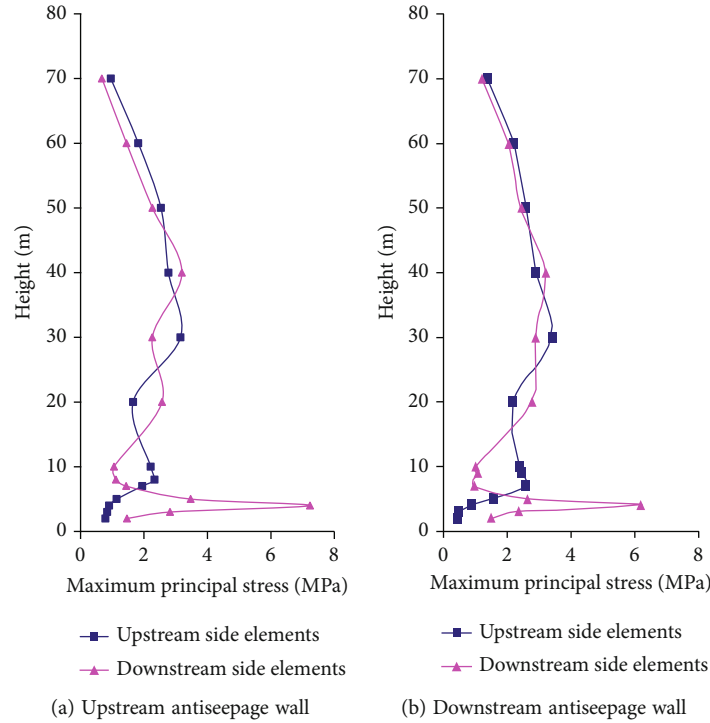 80
70
60
50
40
30
20
10
0
Height (m)
0 2 4 6 8
Maximum principal stress (MPa)
Upstream side elements
Downstream side elements
(a) Upstream antiseepage wall
80
70
60
50
40
30
20
10
0
Height (m)
0 2 4 6 8
Maximum principal stress (MPa)
Upstream side elements
Downstream side elements
(b) Downstream antiseepage wall